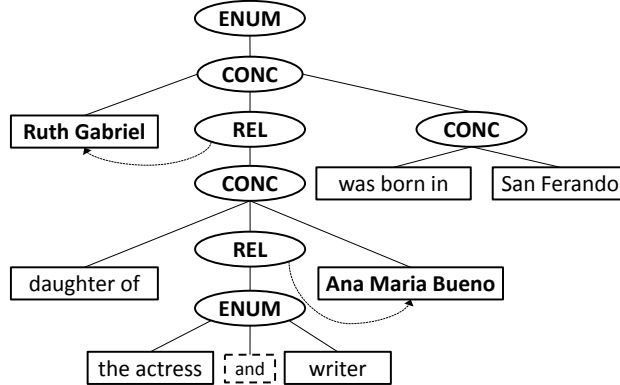 ENUM
CONC
Ruth Gabriel
REL
CONC
CONC
was born in
San Ferando
REL
daughter of
Ana Maria Bueno
ENUM
the actress
and
writer